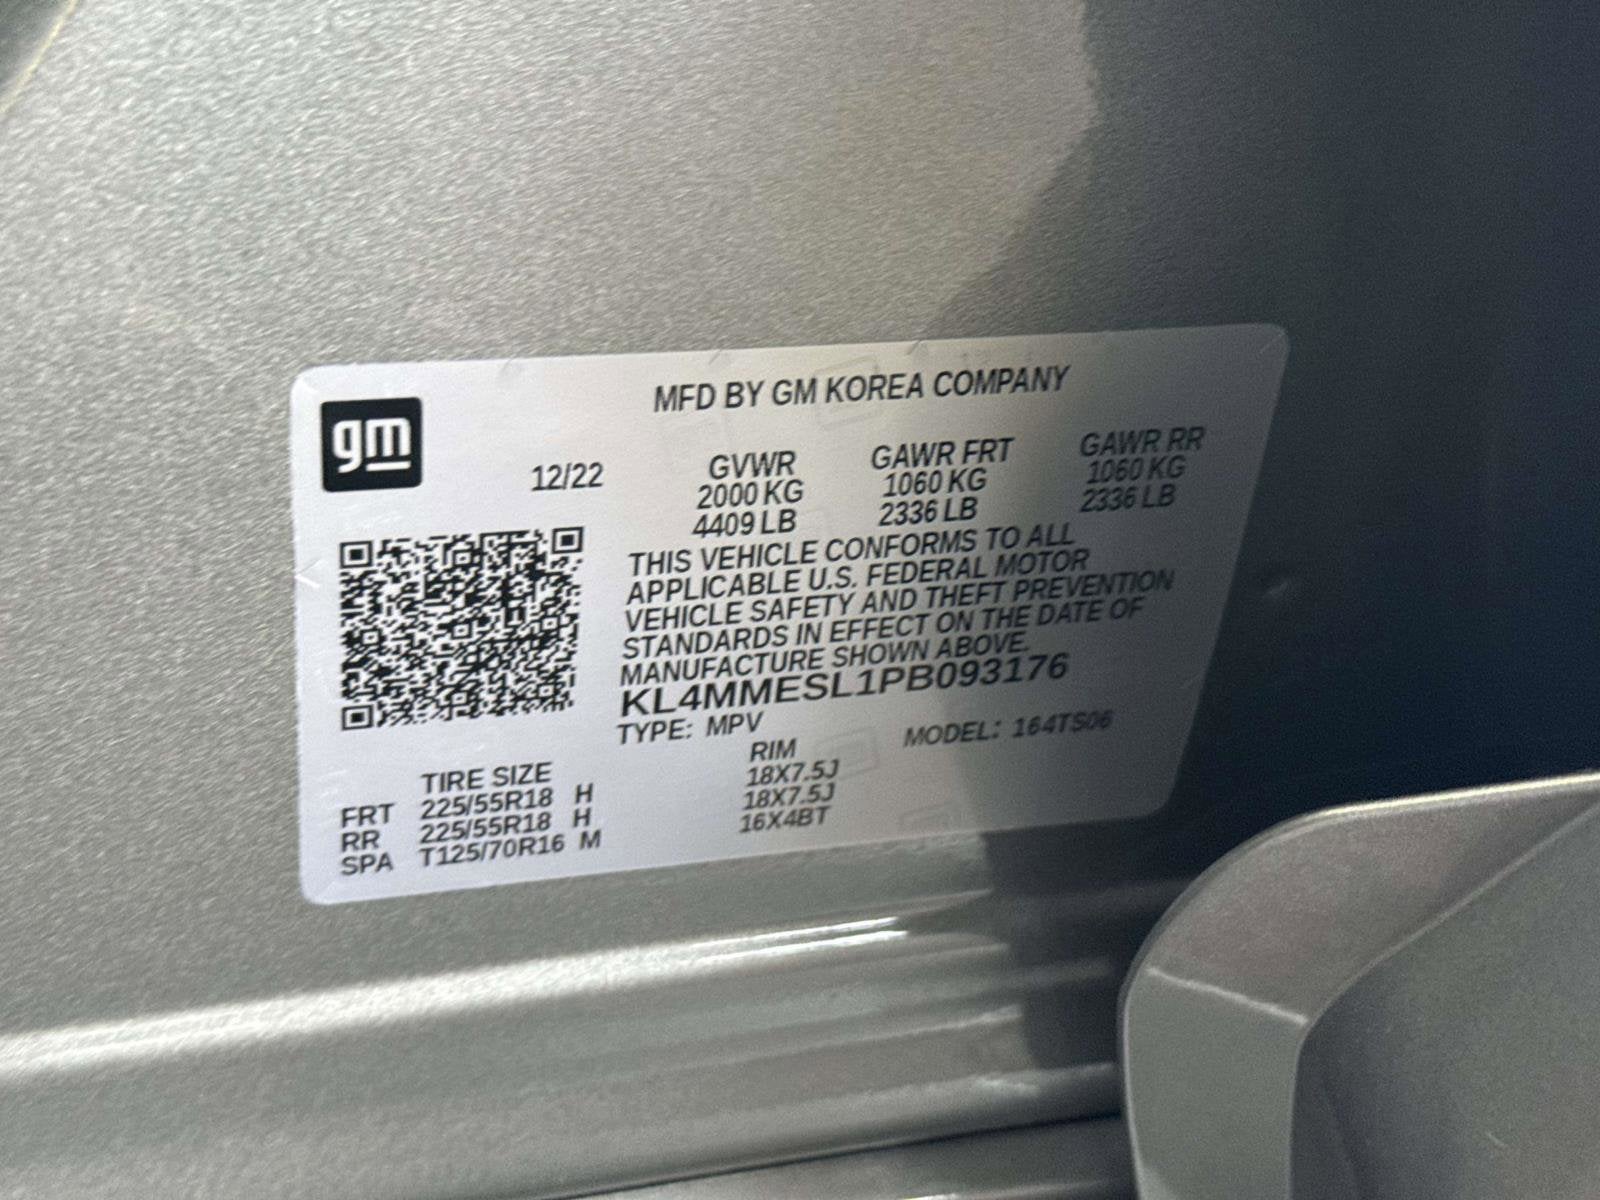 MFD BY GM KOREA COMPANY
gm
12/22
GVWR GAWR FRT GAWR RR
2000 KG 1060 KG 1060 KG
4409 LB 2336 LB 2336 LB
THIS VEHICLE CONFORMS TO ALL
APPLICABLE U.S. FEDERAL MOTOR
VEHICLE SAFETY AND THEFT PREVENTION
STANDARDS IN EFFECT ON THE DATE OF
MANUFACTURE SHOWN ABOVE.
KL4MMESL1PB093176
TYPE: MPV MODEL: 164TS06
TIRE SIZE RIM
FRT 225/55R18 H 18X7.5J
RR 225/55R18 H 18X7.5J
SPA T125/70R16 M 16X4BT